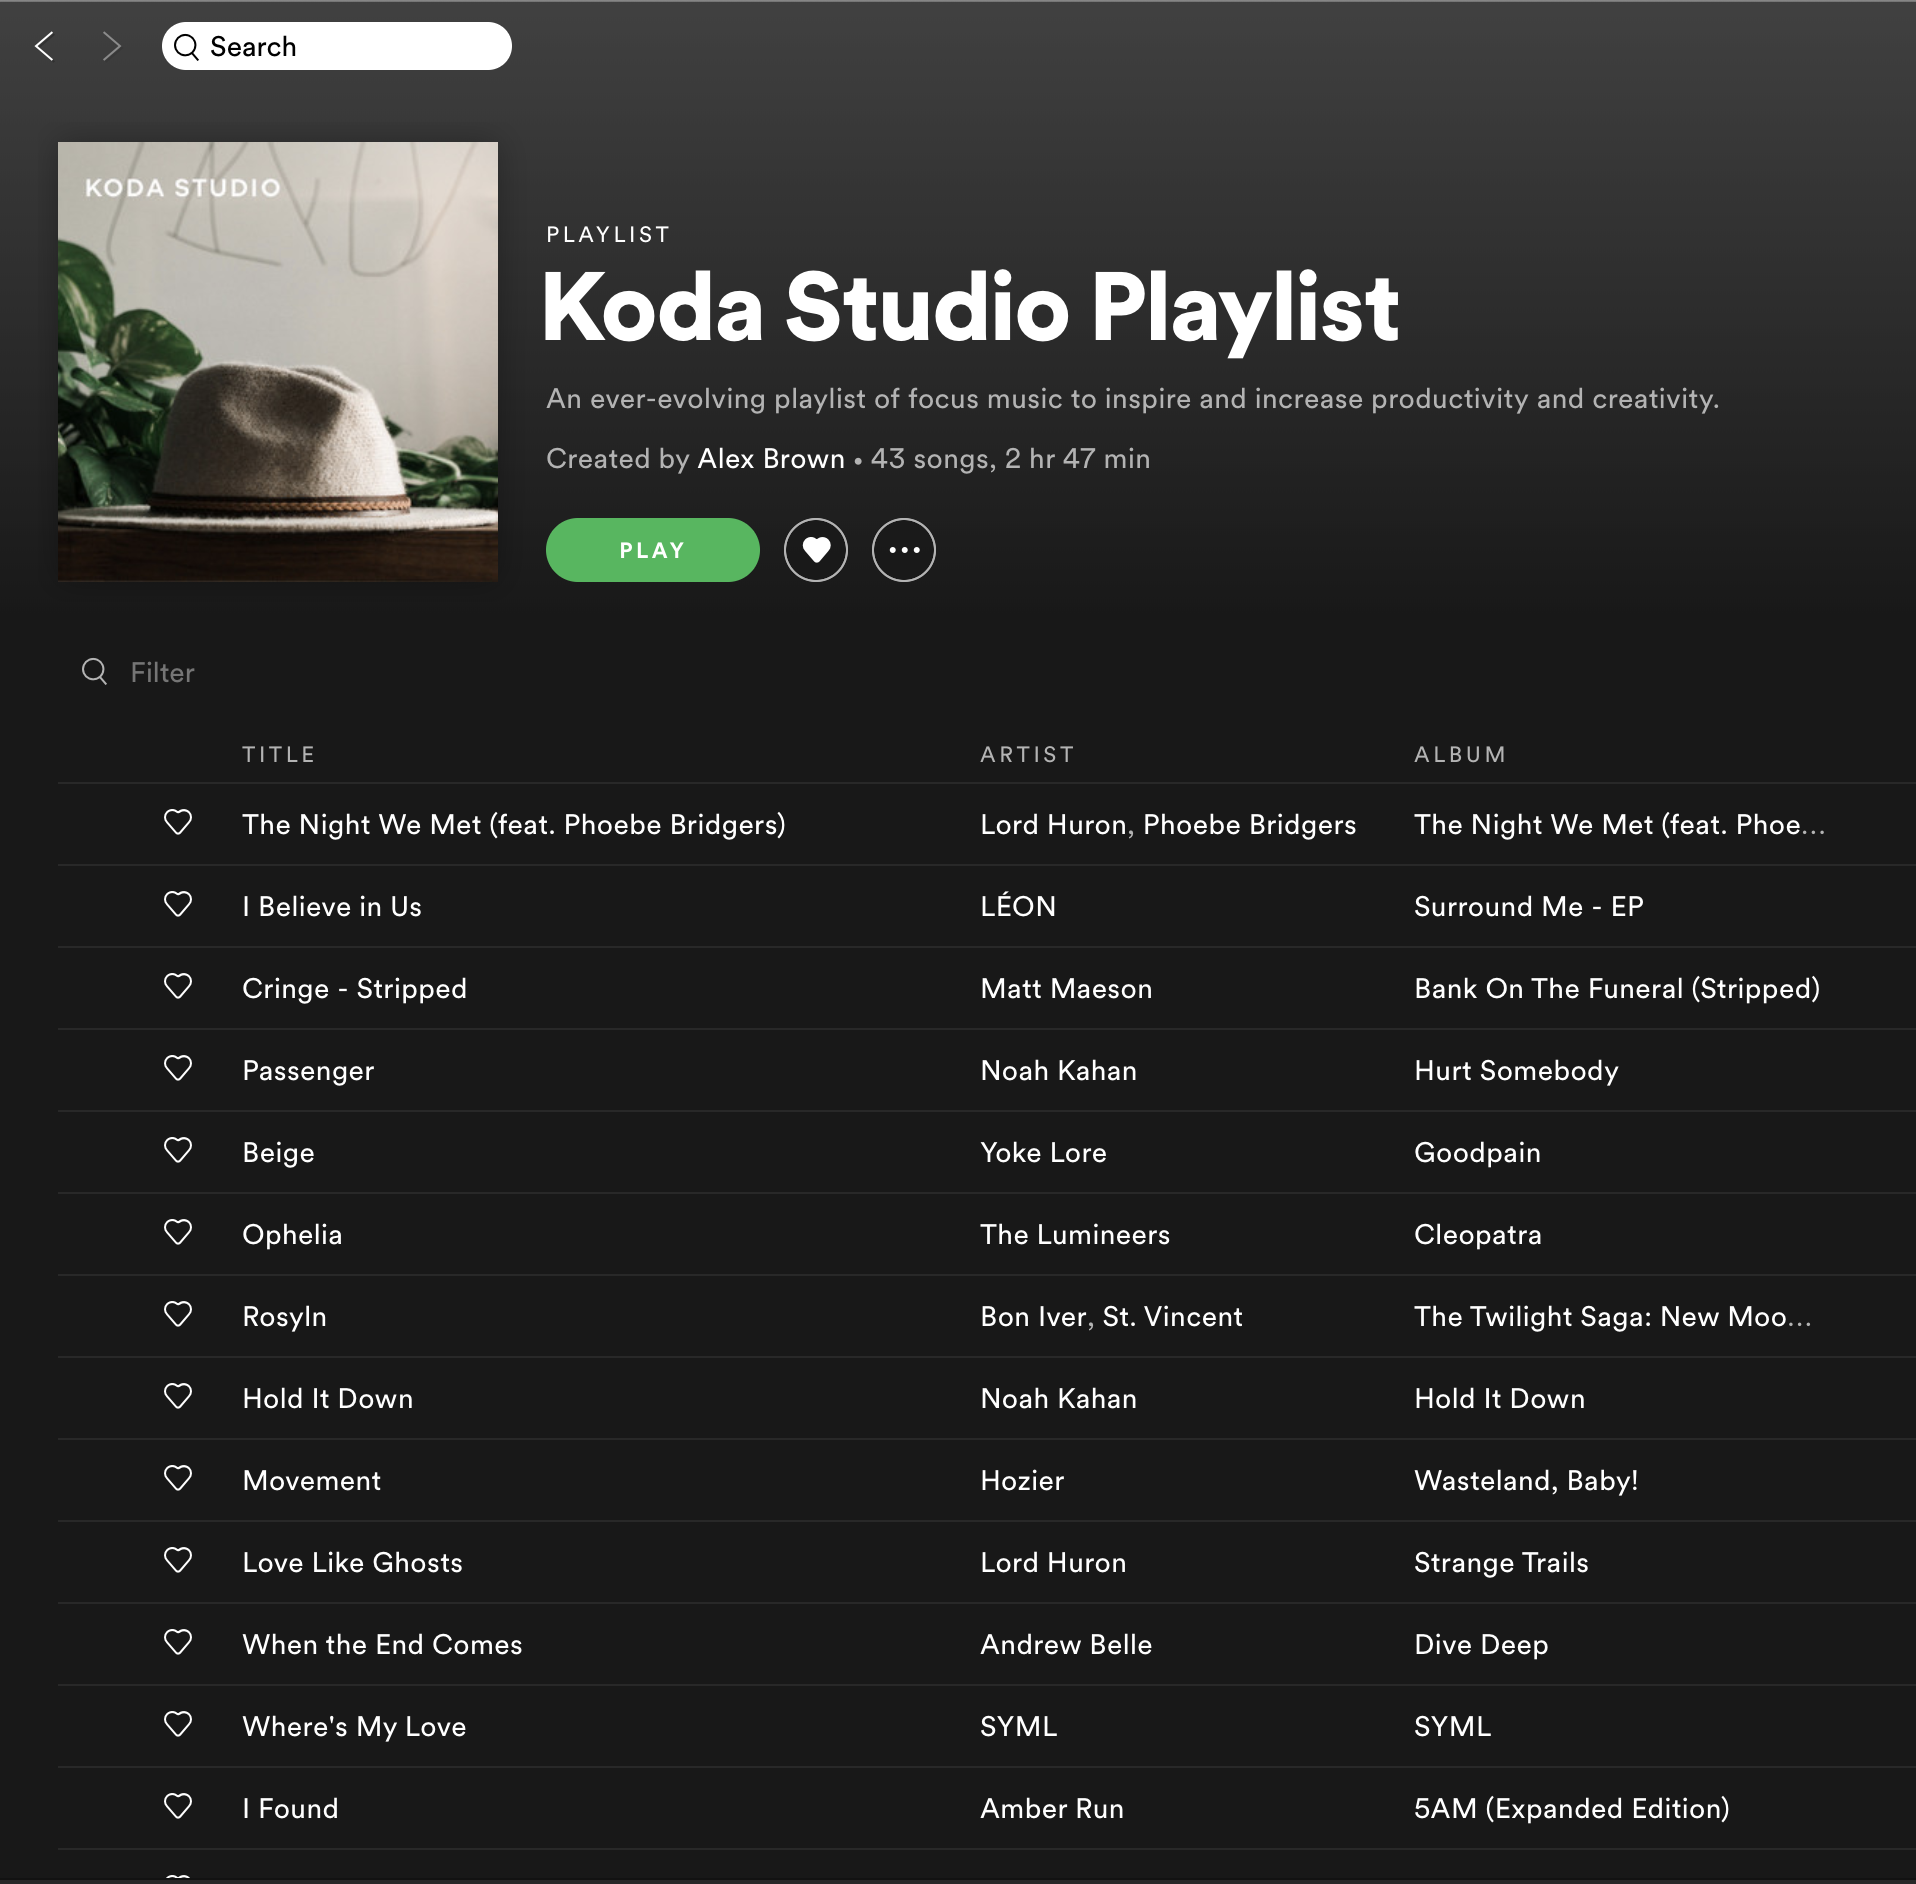 Search
KODA STUDIO
PLAYLIST
Koda Studio Playlist
An ever-evolving playlist of focus music to inspire and increase productivity and creativity.
Created by Alex Brown • 43 songs, 2 hr 47 min
PLAY
Filter
TITLE ARTIST ALBUM
The Night We Met (feat. Phoebe Bridgers) Lord Huron, Phoebe Bridgers The Night We Met (feat. Phoe...
I Believe in Us LÉON Surround Me - EP
Cringe - Stripped Matt Maeson Bank On The Funeral (Stripped)
Passenger Noah Kahan Hurt Somebody
Beige Yoke Lore Goodpain
Ophelia The Lumineers Cleopatra
Rosyln Bon Iver, St. Vincent The Twilight Saga: New Moo...
Hold It Down Noah Kahan Hold It Down
Movement Hozier Wasteland, Baby!
Love Like Ghosts Lord Huron Strange Trails
When the End Comes Andrew Belle Dive Deep
Where's My Love SYML SYML
I Found Amber Run 5AM (Expanded Edition)